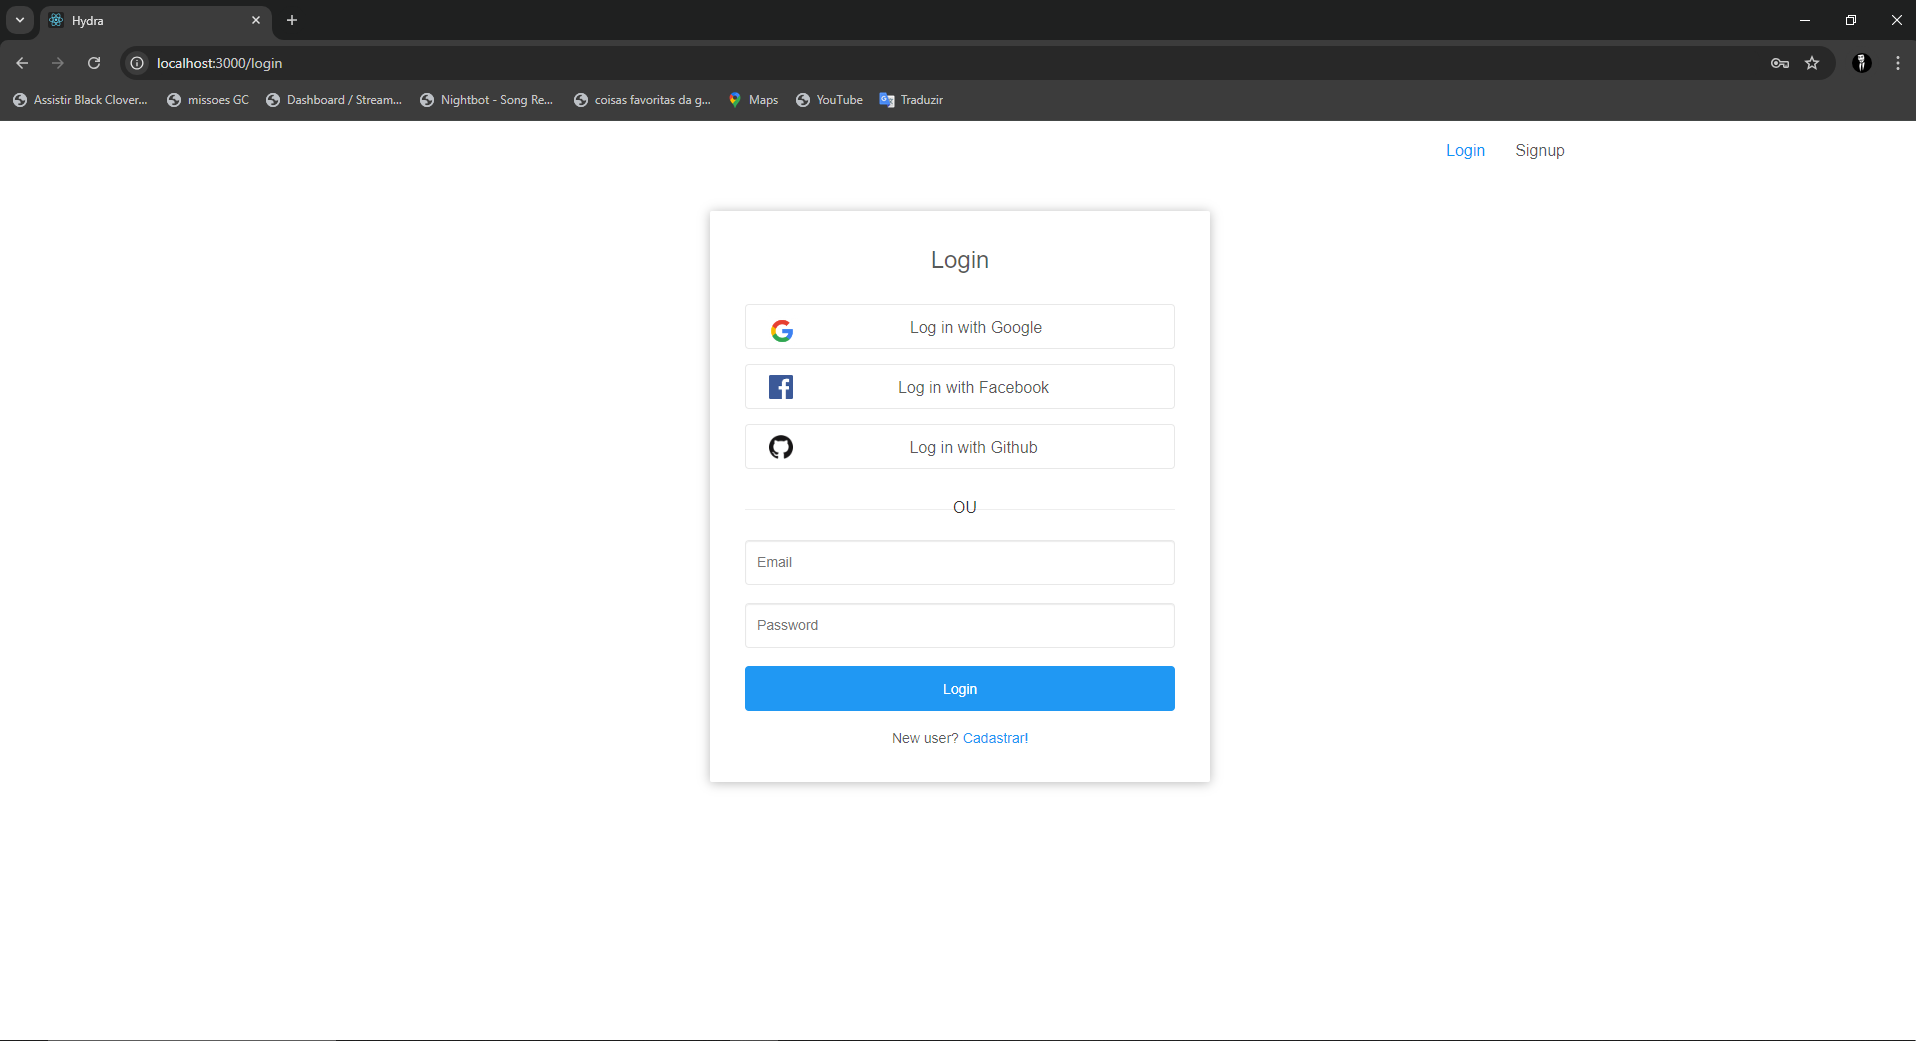 Hydra
localhost:3000/login
Assistir Black Clover... missoes GC Dashboard / Stream... Nightbot - Song Re... coisas favoritas da g... Maps YouTube Traduzir
Login Signup
Login
Log in with Google
Log in with Facebook
Log in with Github
OU
Email
Password
Login
New user? Cadastrar!